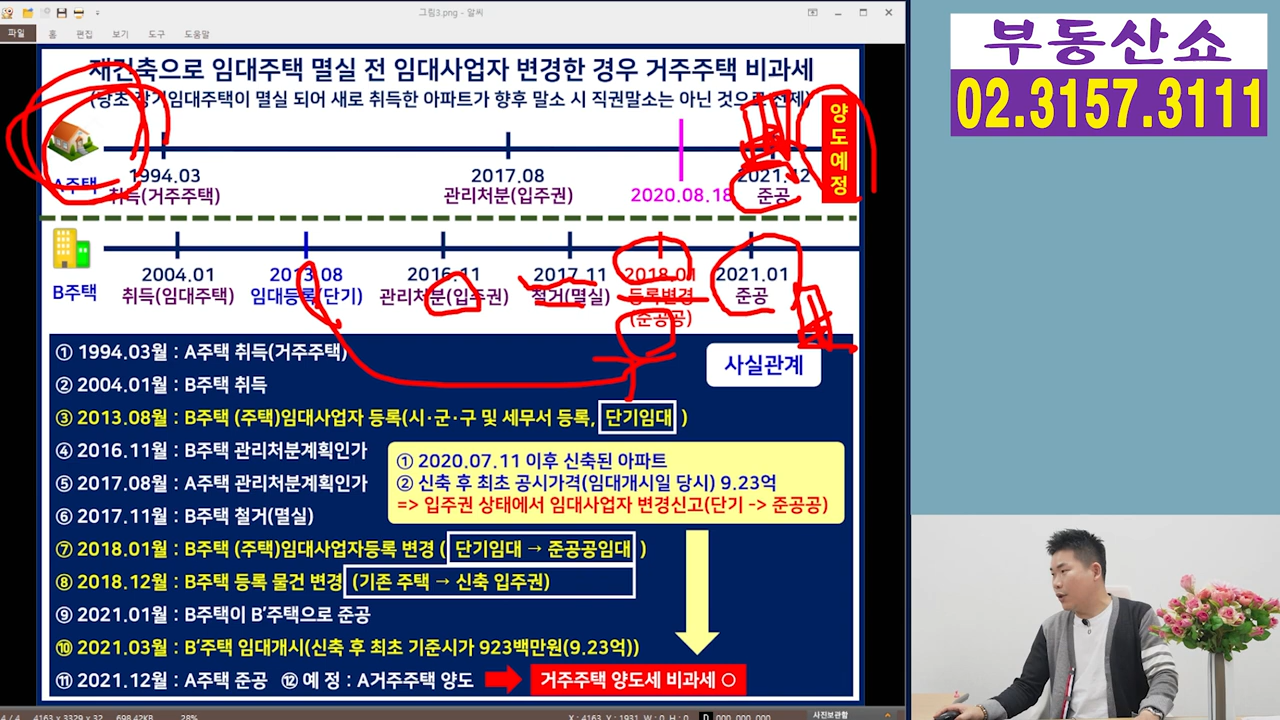 그림3.png - 알씨
파일 홈 편집 보기 도구 도움말
부동산쇼
02.3157.3111
재건축으로 임대주택 멸실 전 임대사업자 변경한 경우 거주주택 비과세
(당초 장기임대주택이 멸실 되어 새로 취득한 아파트가 향후 말소 시 직권말소는 아닌 것으로 전제)
양도예정
A주택
1994.03 2017.08 2020.08.18 2021.12
취득(거주주택) 관리처분(입주권) 준공
B주택
2004.01 2013.08 2016.11 2017.11 2018.01 2021.01
취득(임대주택) 임대등록(단기) 관리처분(입주권) 철거(멸실) 등록변경 준공
(준공공)
사실관계
① 1994.03월 : A주택 취득(거주주택)
② 2004.01월 : B주택 취득
③ 2013.08월 : B주택 (주택)임대사업자 등록(시·군·구 및 세무서 등록, 단기임대 )
④ 2016.11월 : B주택 관리처분계획인가
⑤ 2017.08월 : A주택 관리처분계획인가
⑥ 2017.11월 : B주택 철거(멸실)
① 2020.07.11 이후 신축된 아파트
② 신축 후 최초 공시가격(임대개시일 당시) 9.23억
=> 입주권 상태에서 임대사업자 변경신고(단기 -> 준공공)
⑦ 2018.01월 : B주택 (주택)임대사업자등록 변경 ( 단기임대 → 준공공임대 )
⑧ 2018.12월 : B주택 등록 물건 변경 (기존 주택 → 신축 입주권)
⑨ 2021.01월 : B주택이 B'주택으로 준공
⑩ 2021.03월 : B'주택 임대개시(신축 후 최초 기준시가 923백만원(9.23억))
⑪ 2021.12월 : A주택 준공 ⑫ 예 정 : A거주주택 양도 거주주택 양도세 비과세 ○
4 / 4 4163 x 3329 x 32 698.42KB 28% X : 4163, Y : 1931, W : 0, H : 0 D 000, 000, 000 사진보관함